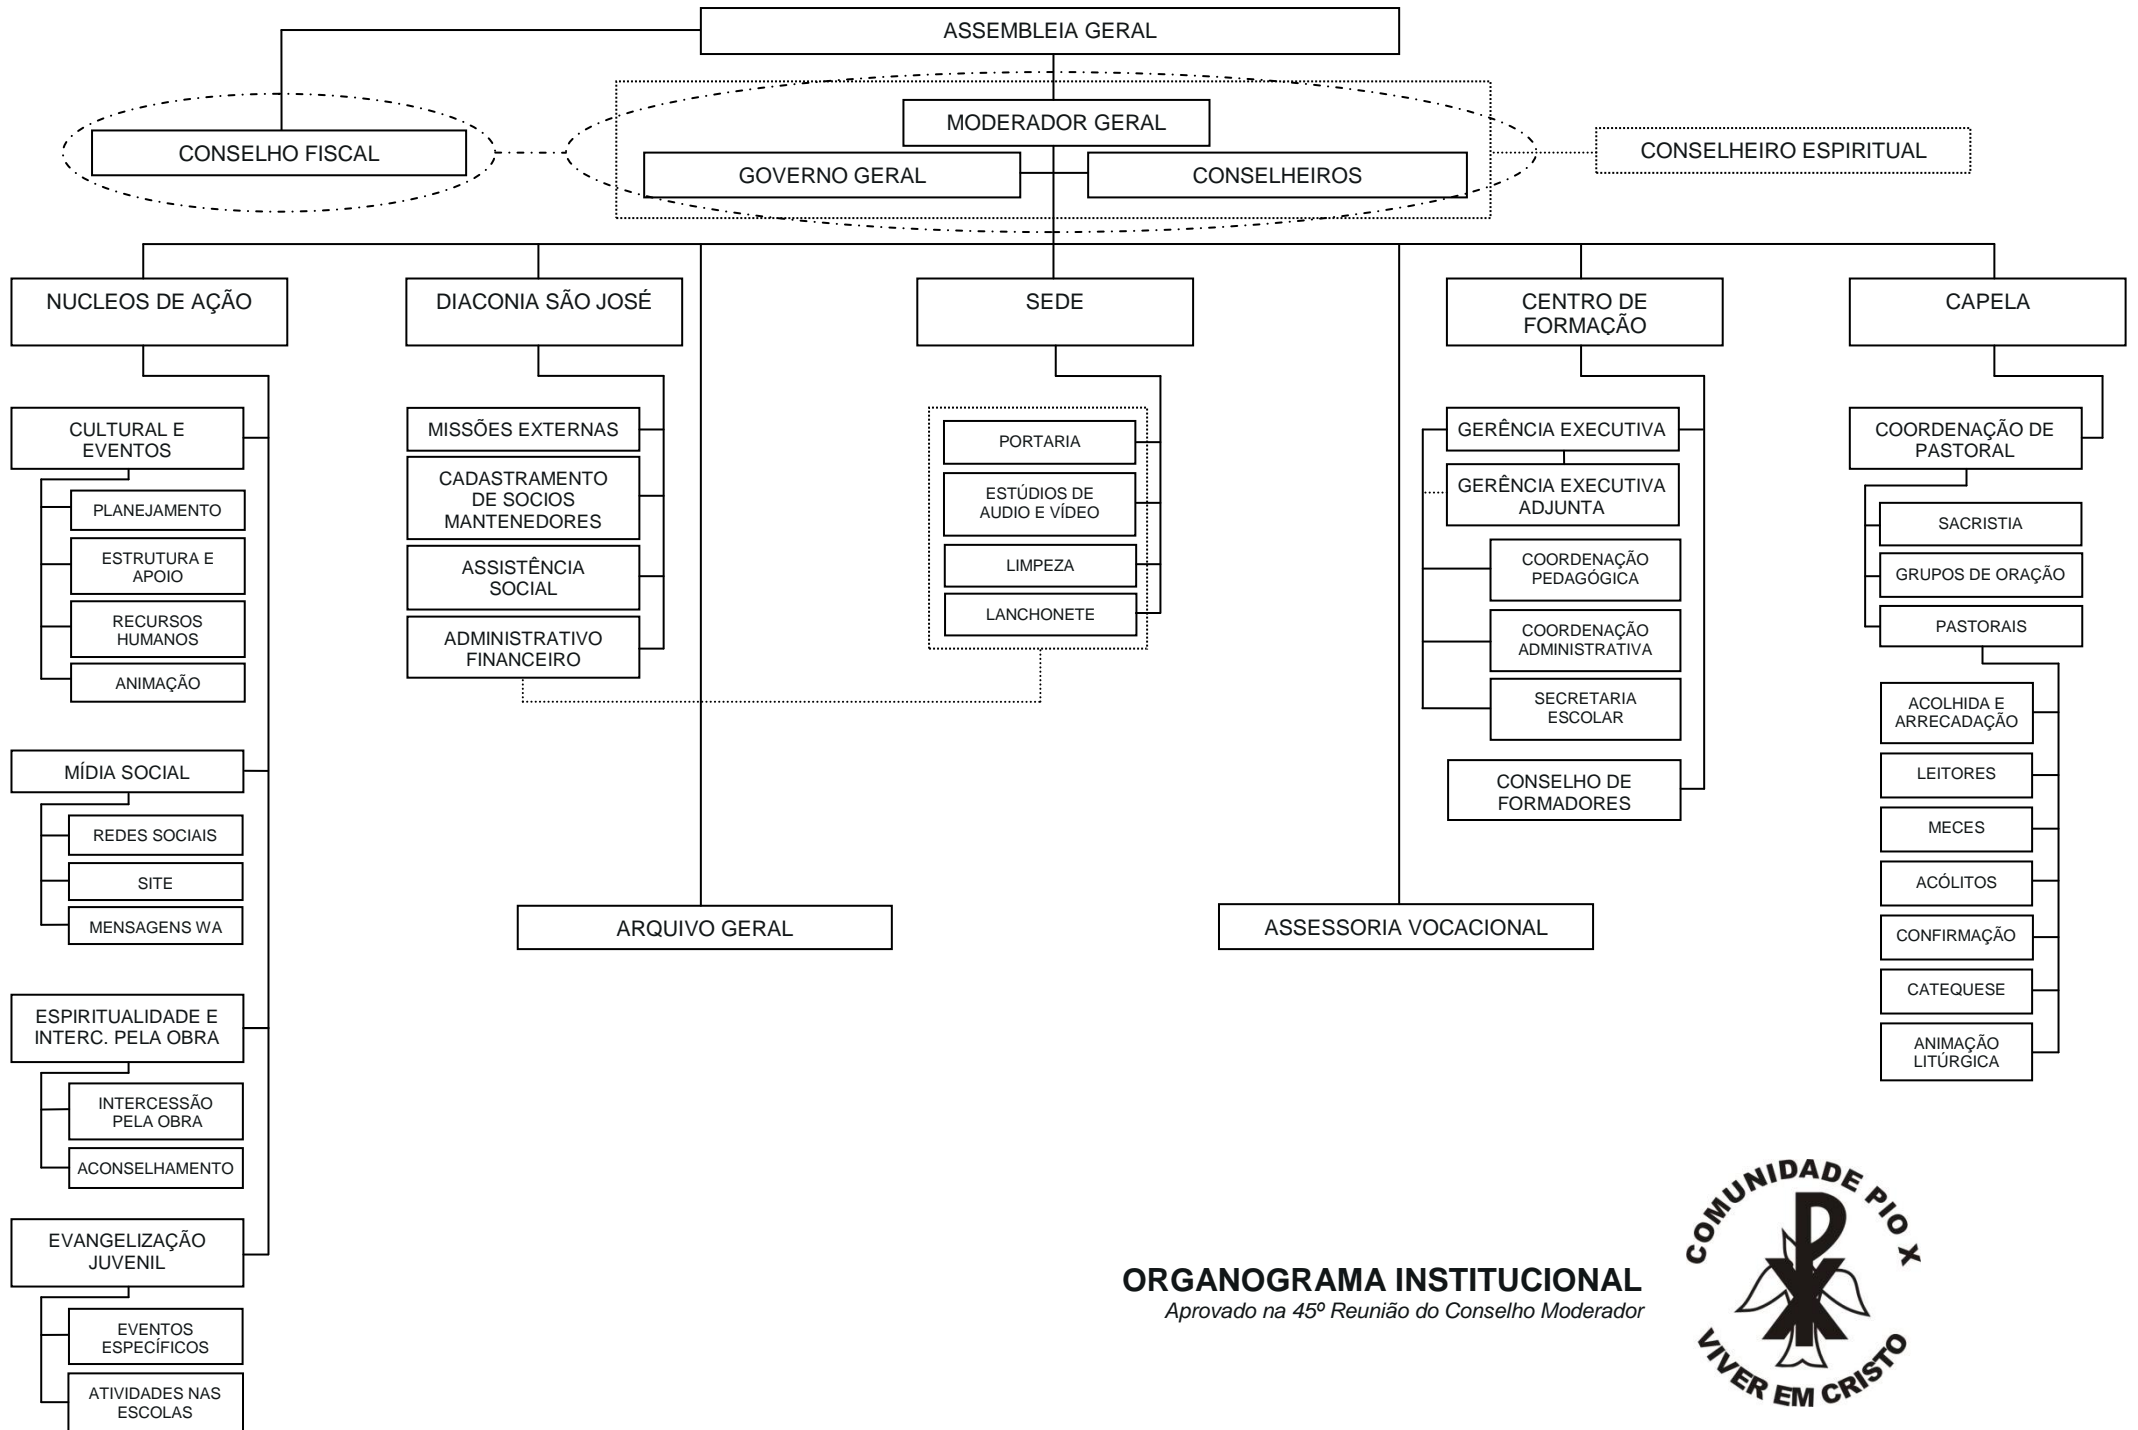 ASSEMBLEIA GERAL
MODERADOR GERAL
CONSELHO FISCAL
GOVERNO GERAL
CONSELHEIROS
CONSELHEIRO ESPIRITUAL
NUCLEOS DE AÇÃO
DIACONIA SÃO JOSÉ
SEDE
CENTRO DE
FORMAÇÃO
CAPELA
CULTURAL E
EVENTOS
PLANEJAMENTO
ESTRUTURA E
APOIO
RECURSOS
HUMANOS
ANIMAÇÃO
MÍDIA SOCIAL
REDES SOCIAIS
SITE
MENSAGENS WA
ESPIRITUALIDADE E
INTERC. PELA OBRA
INTERCESSÃO
PELA OBRA
ACONSELHAMENTO
EVANGELIZAÇÃO
JUVENIL
EVENTOS
ESPECÍFICOS
ATIVIDADES NAS
ESCOLAS
MISSÕES EXTERNAS
CADASTRAMENTO
DE SOCIOS
MANTENEDORES
ASSISTÊNCIA
SOCIAL
ADMINISTRATIVO
FINANCEIRO
ARQUIVO GERAL
PORTARIA
ESTÚDIOS DE
AUDIO E VÍDEO
LIMPEZA
LANCHONETE
ASSESSORIA VOCACIONAL
GERÊNCIA EXECUTIVA
GERÊNCIA EXECUTIVA
ADJUNTA
COORDENAÇÃO
PEDAGÓGICA
COORDENAÇÃO
ADMINISTRATIVA
SECRETARIA
ESCOLAR
CONSELHO DE
FORMADORES
COORDENAÇÃO DE
PASTORAL
SACRISTIA
GRUPOS DE ORAÇÃO
PASTORAIS
ACOLHIDA E
ARRECADAÇÃO
LEITORES
MECES
ACÓLITOS
CONFIRMAÇÃO
CATEQUESE
ANIMAÇÃO
LITÚRGICA
ORGANOGRAMA INSTITUCIONAL
Aprovado na 45º Reunião do Conselho Moderador
COMUNIDADE PIO X
VIVER EM CRISTO